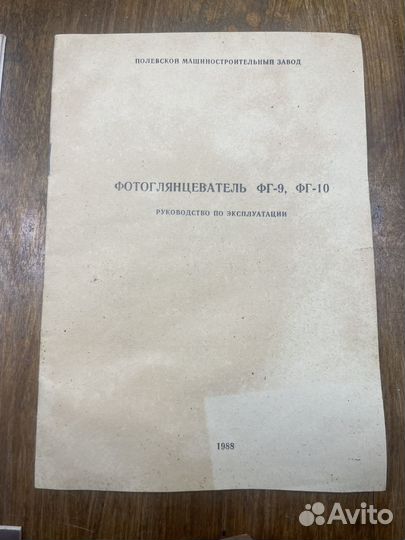 ПОЛЕВСКОЙ МАШИНОСТРОИТЕЛЬНЫЙ ЗАВОД
ФОТОГЛЯНЦЕВАТЕЛЬ ФГ-9, ФГ-10
РУКОВОДСТВО ПО ЭКСПЛУАТАЦИИ
1988
Avito